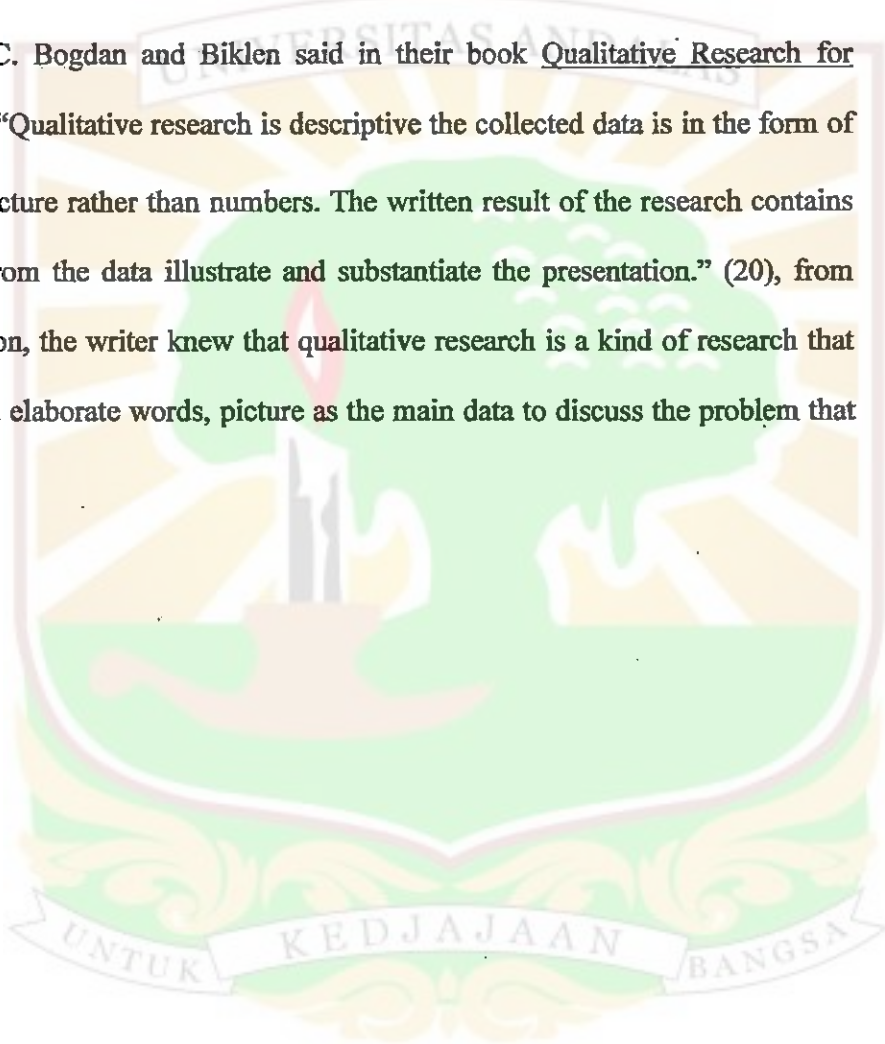 UNIVERSITAS ANDALAS
C. Bogdan and Biklen said in their book Qualitative Research for
“Qualitative research is descriptive the collected data is in the form of
cture rather than numbers. The written result of the research contains
rom the data illustrate and substantiate the presentation.” (20), from
on, the writer knew that qualitative research is a kind of research that
elaborate words, picture as the main data to discuss the problem that
UNTUK KEDJAJAAN BANGSA